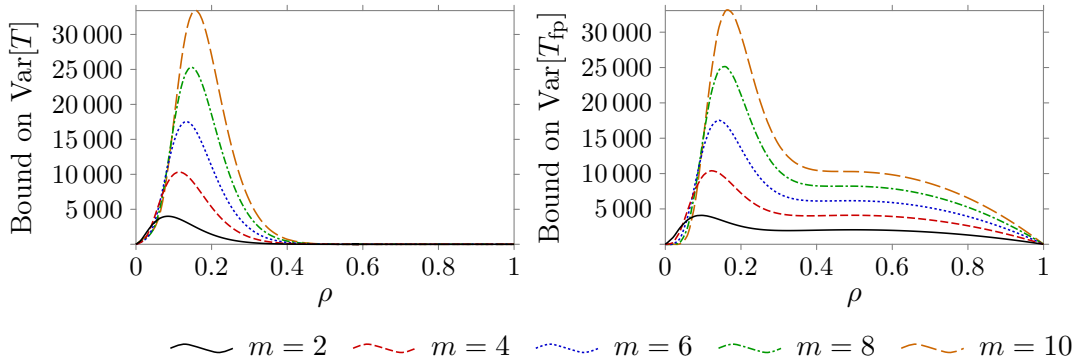 Bound on Var[T]
30 000
25 000
20 000
15 000
10 000
5 000
0 0.2 0.4 0.6 0.8 1
ρ
Bound on Var[T_fp]
30 000
25 000
20 000
15 000
10 000
5 000
0 0.2 0.4 0.6 0.8 1
ρ
m = 2 m = 4 m = 6 m = 8 m = 10